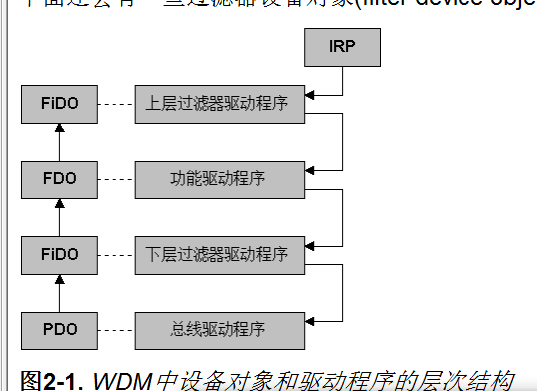 下面还会有一些过滤器设备对象(filter device obje
IRP
FiDO
上层过滤器驱动程序
FDO
功能驱动程序
FiDO
下层过滤器驱动程序
PDO
总线驱动程序
图2-1. WDM中设备对象和驱动程序的层次结构